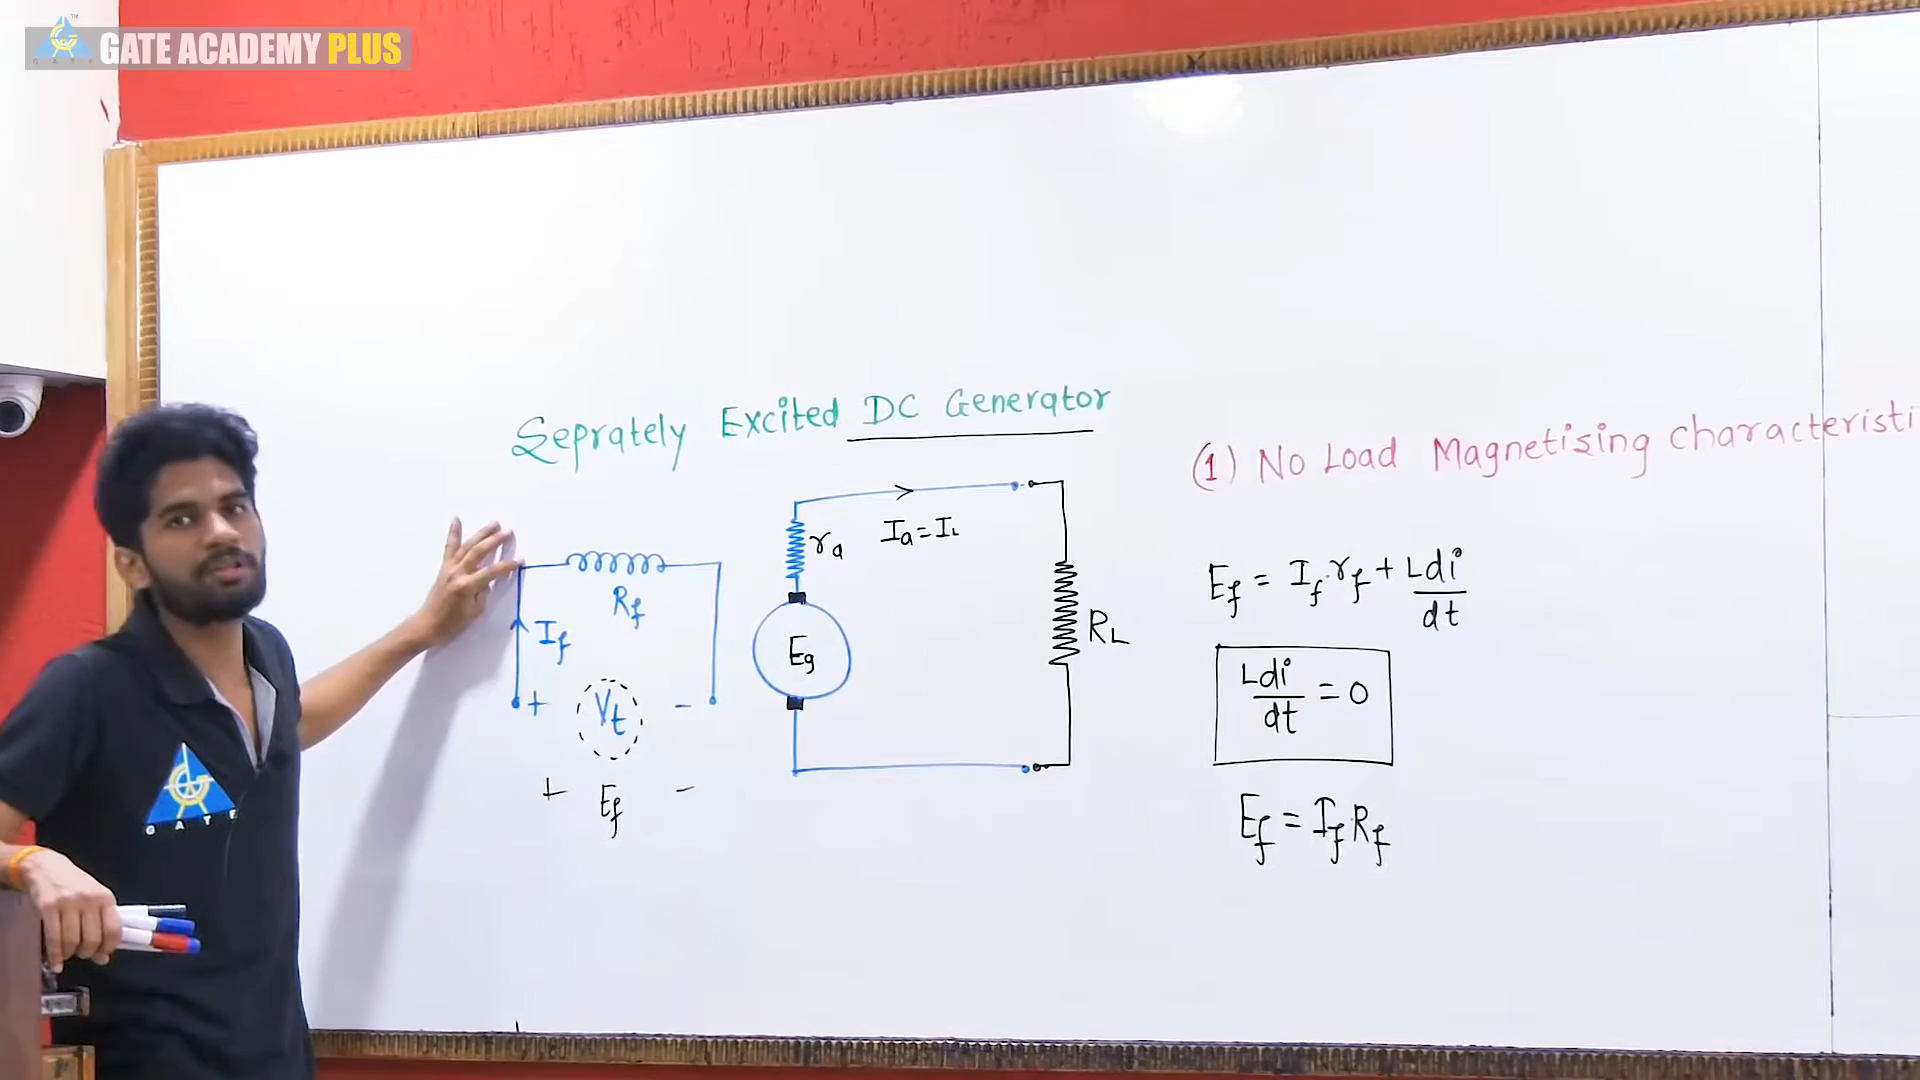 GATE ACADEMY PLUS
Seprately Excited DC Generator
(1) No Load Magnetising characteristi
Ia = IL
ra
Rf
If
Eg
RL
+ Vt -
+ Ef -
Ef = If.rf + Ldi/dt
Ldi/dt = 0
Ef = If Rf
GATE